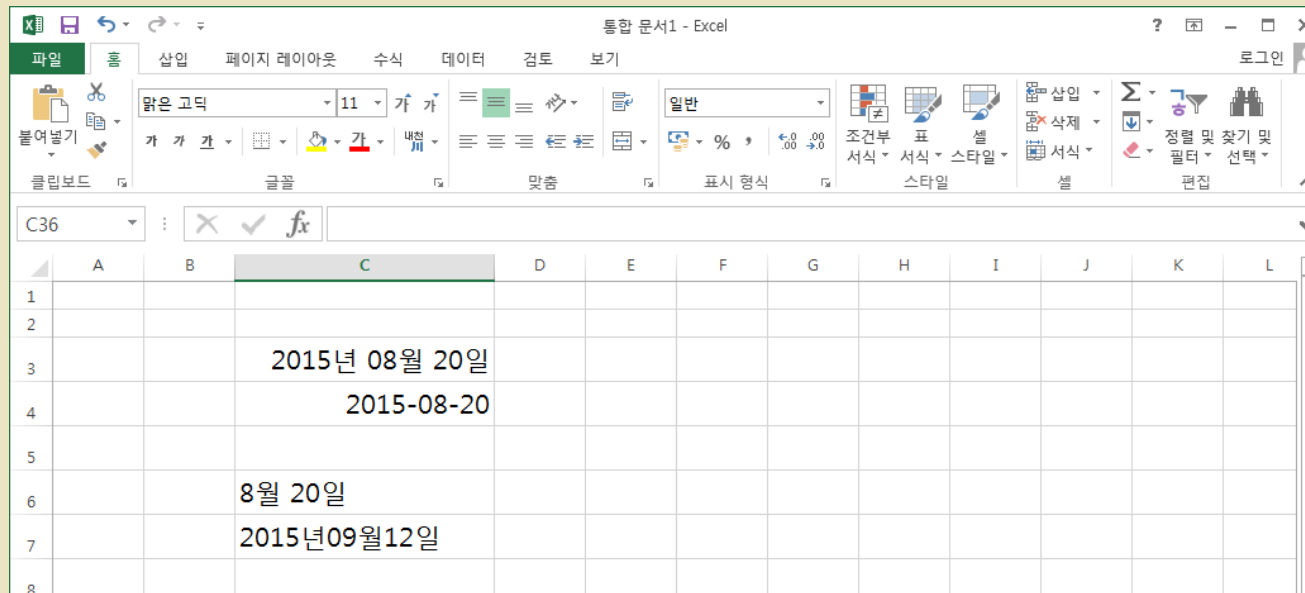 통합 문서1 - Excel
?
파일 홈 삽입 페이지 레이아웃 수식 데이터 검토 보기 로그인
붙여넣기
맑은 고딕 11 가 가
가 가 가 가 내천 川
일반
% , ←.0 .00 .00 →.0
조건부 서식
표 서식
셀 스타일
삽입
삭제
서식
Σ
정렬 및 필터
찾기 및 선택
클립보드 글꼴 맞춤 표시 형식 스타일 셀 편집
C36 fx
A B C D E F G H I J K L
1
2
3 2015년 08월 20일
4 2015-08-20
5
6 8월 20일
7 2015년09월12일
8